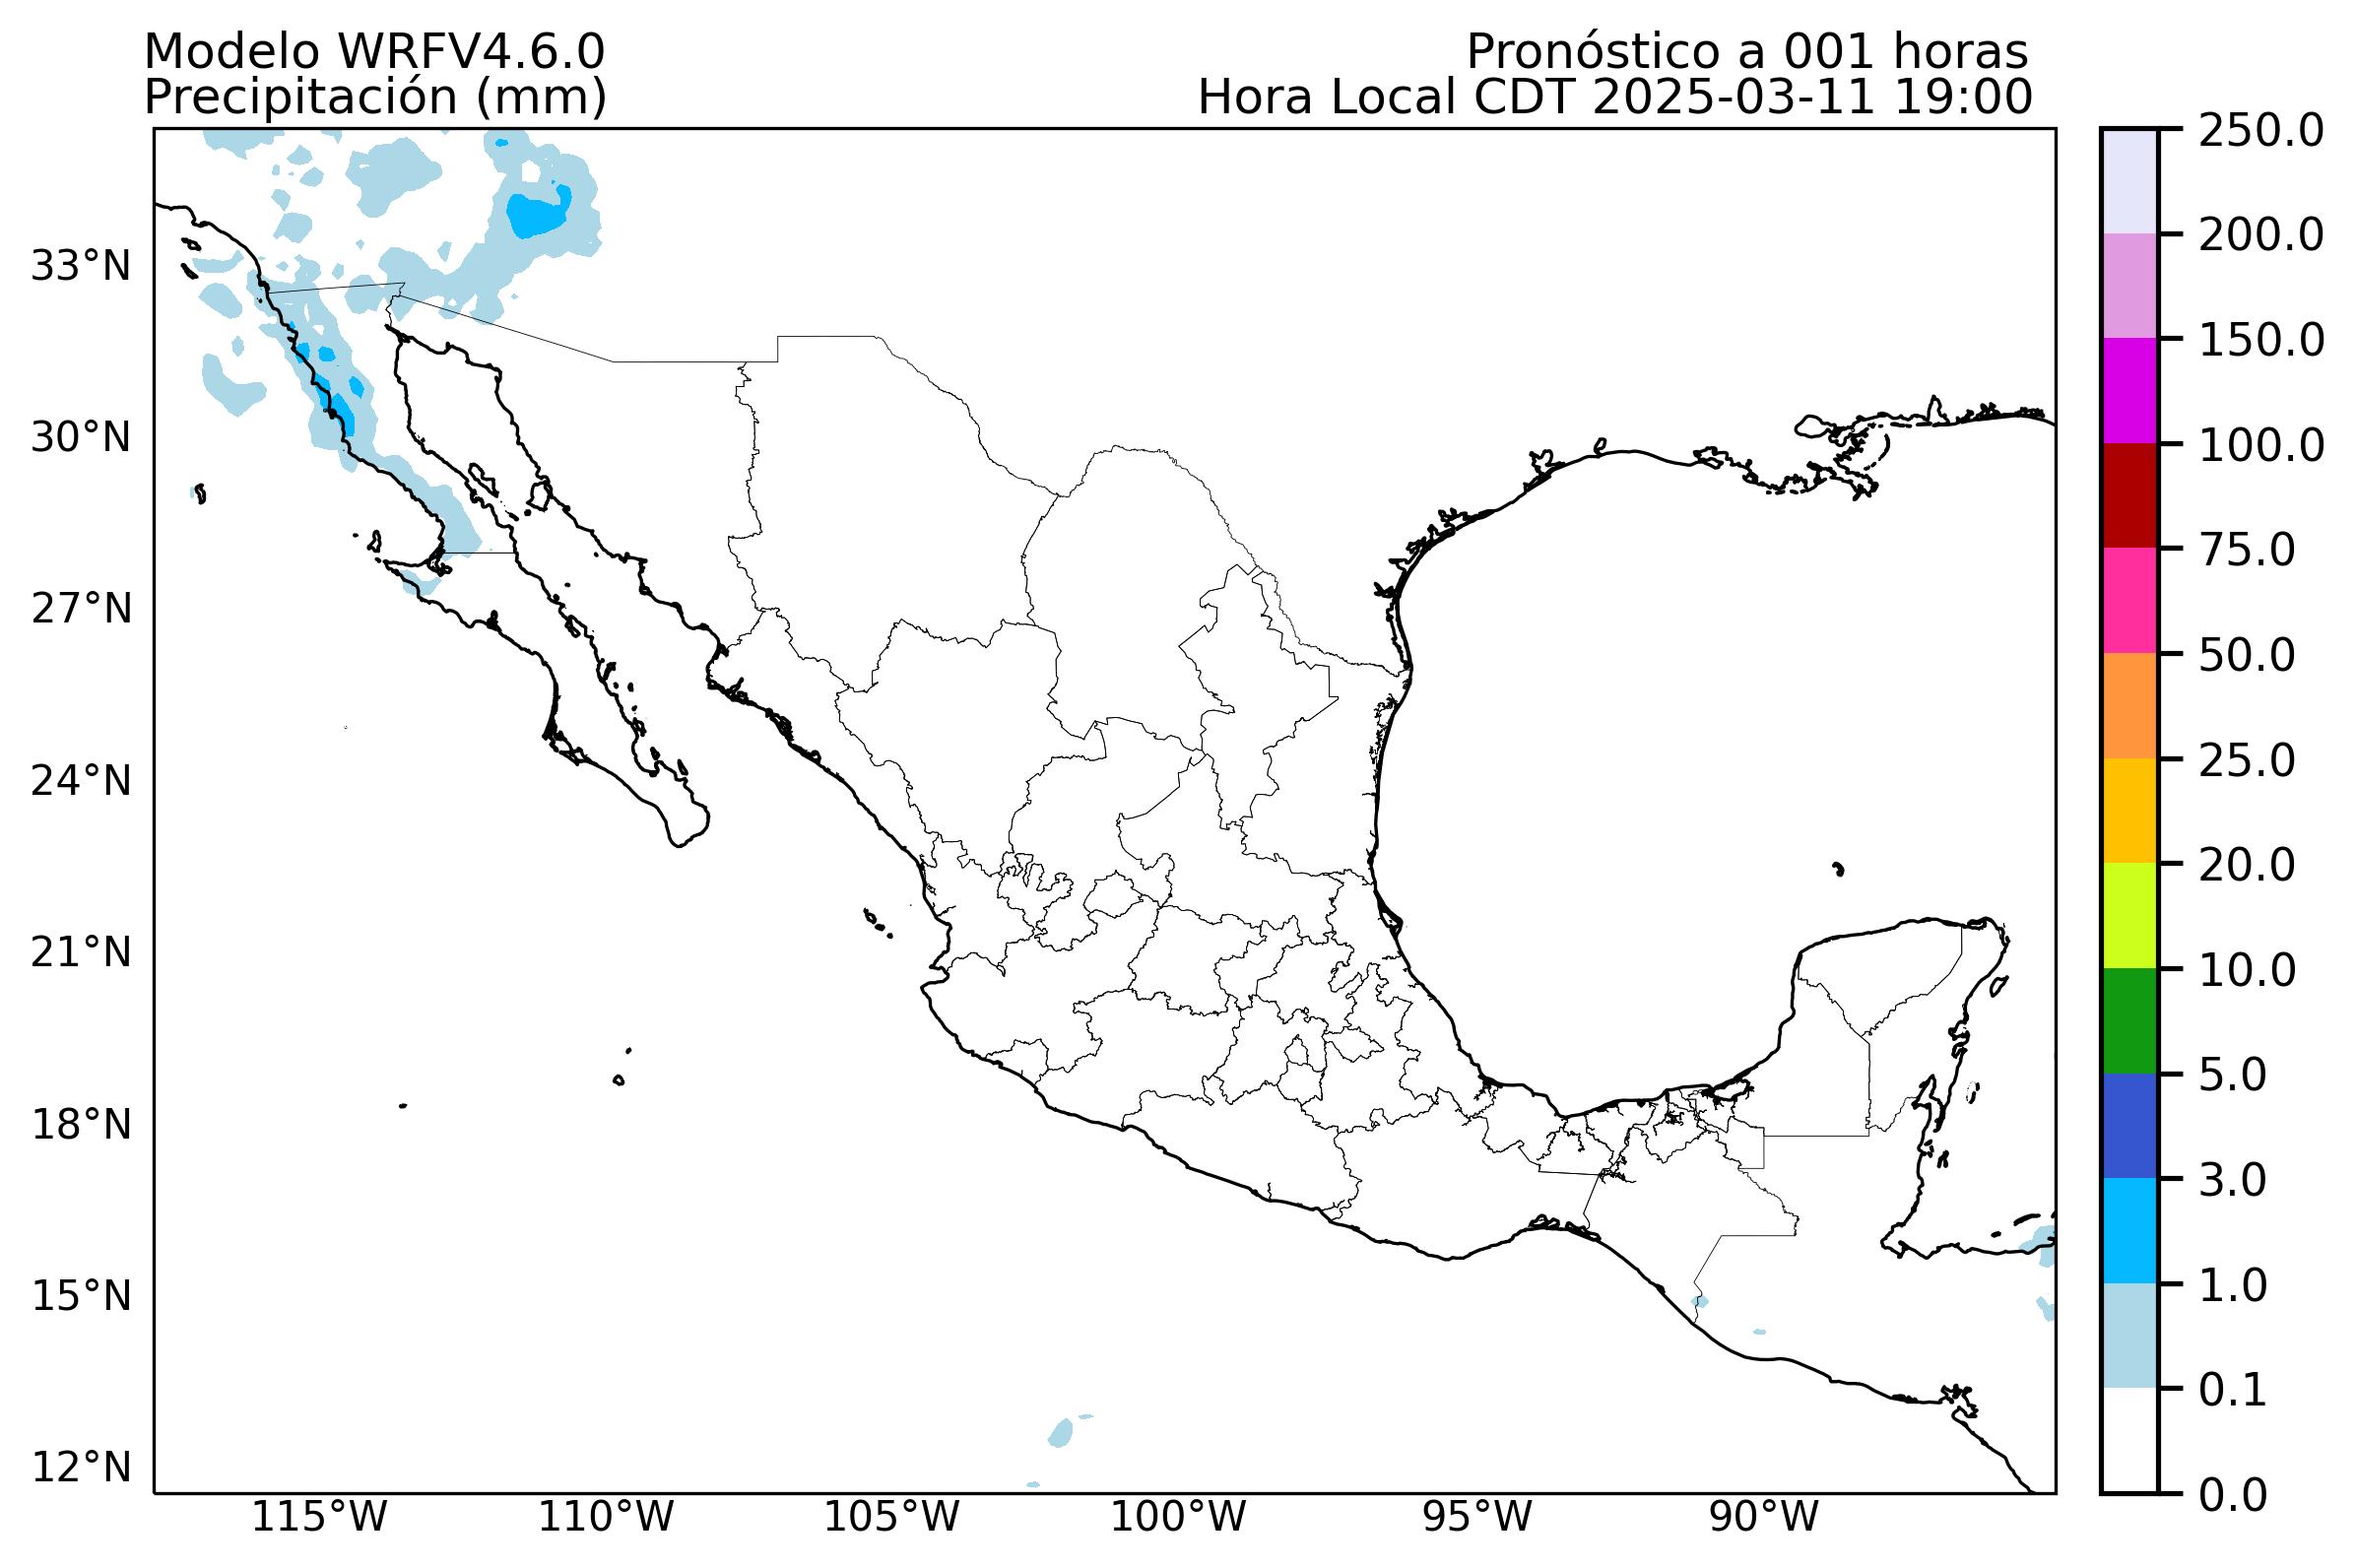 Modelo WRFV4.6.0
Precipitación (mm)
Pronóstico a 001 horas
Hora Local CDT 2025-03-11 19:00
33°N
30°N
27°N
24°N
21°N
18°N
15°N
12°N
115°W
110°W
105°W
100°W
95°W
90°W
250.0
200.0
150.0
100.0
75.0
50.0
25.0
20.0
10.0
5.0
3.0
1.0
0.1
0.0